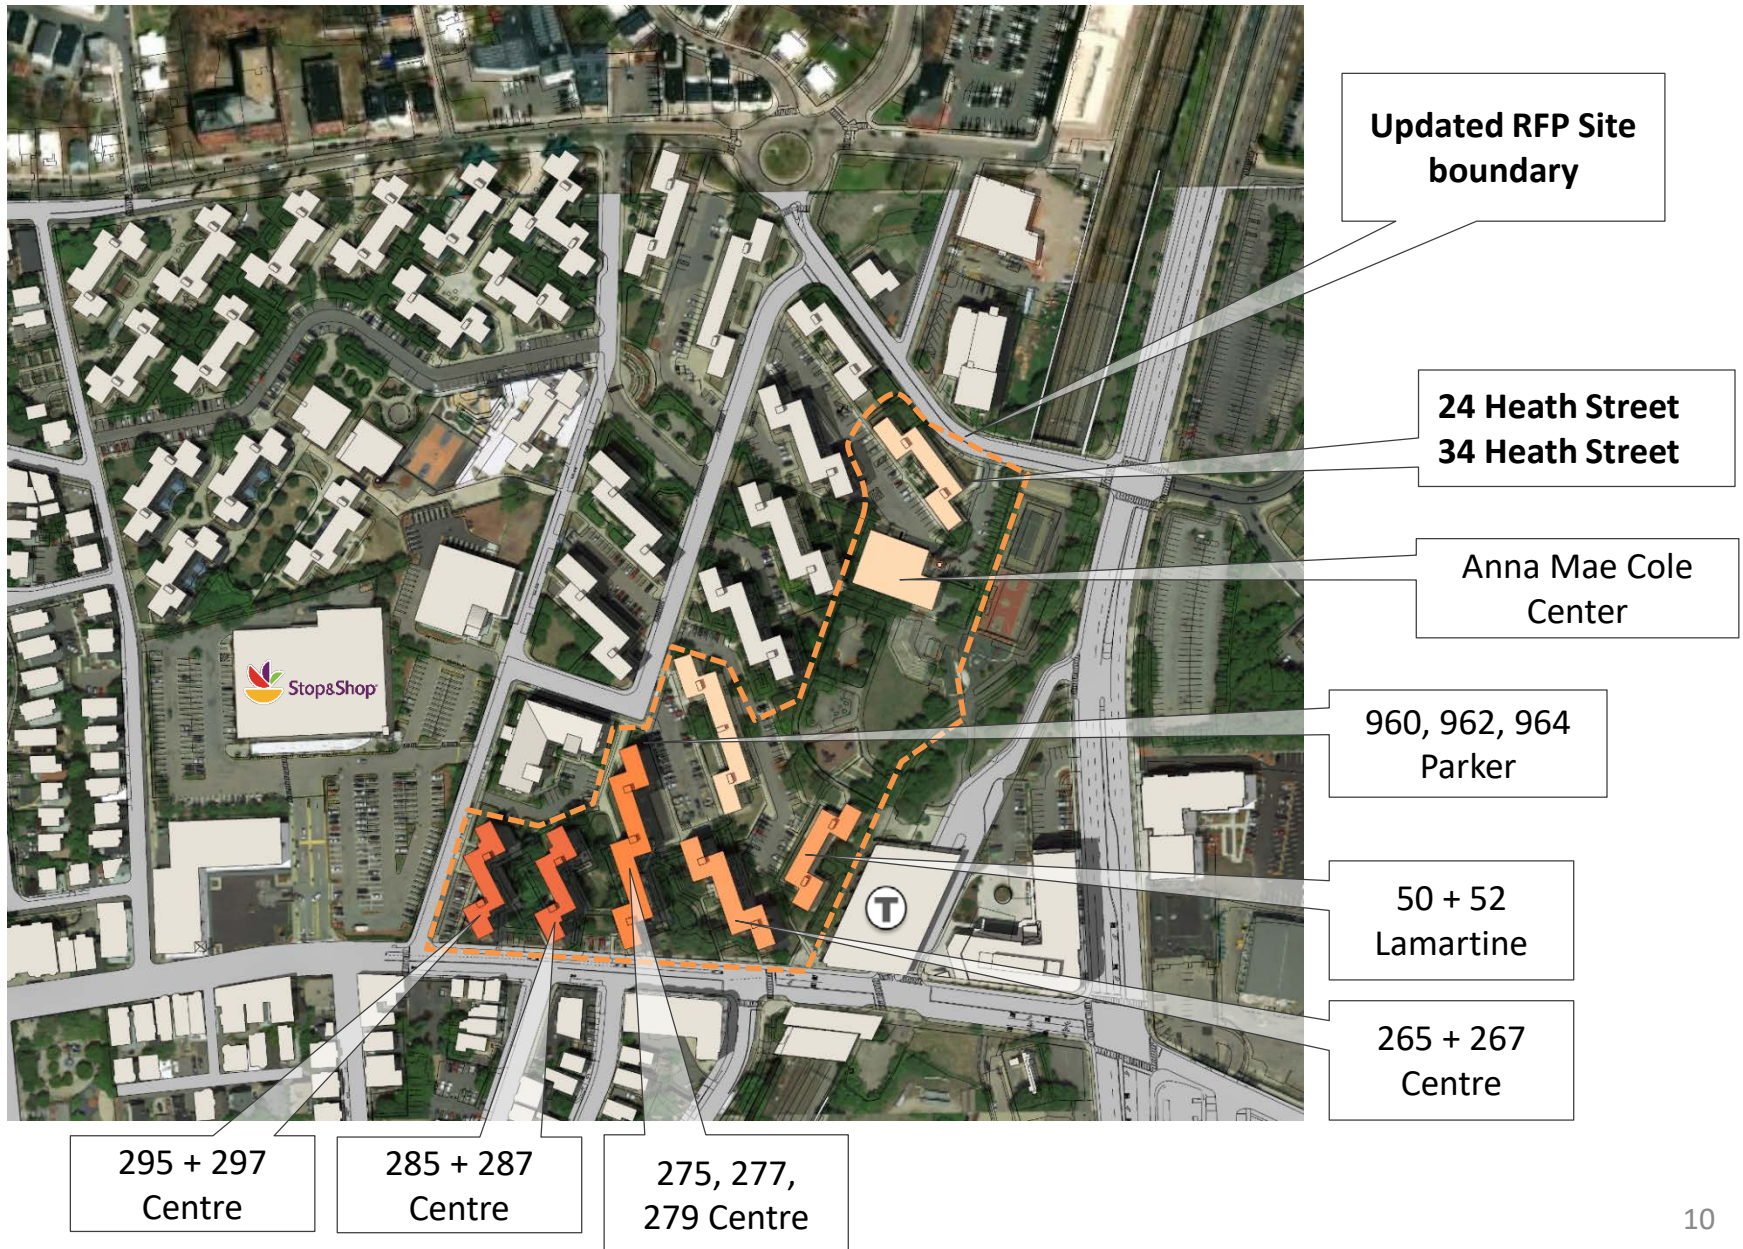 Updated RFP Site
boundary
24 Heath Street
34 Heath Street
Anna Mae Cole
Center
Stop&Shop
960, 962, 964
Parker
T
50 + 52
Lamartine
265 + 267
Centre
295 + 297
Centre
285 + 287
Centre
275, 277,
279 Centre
10